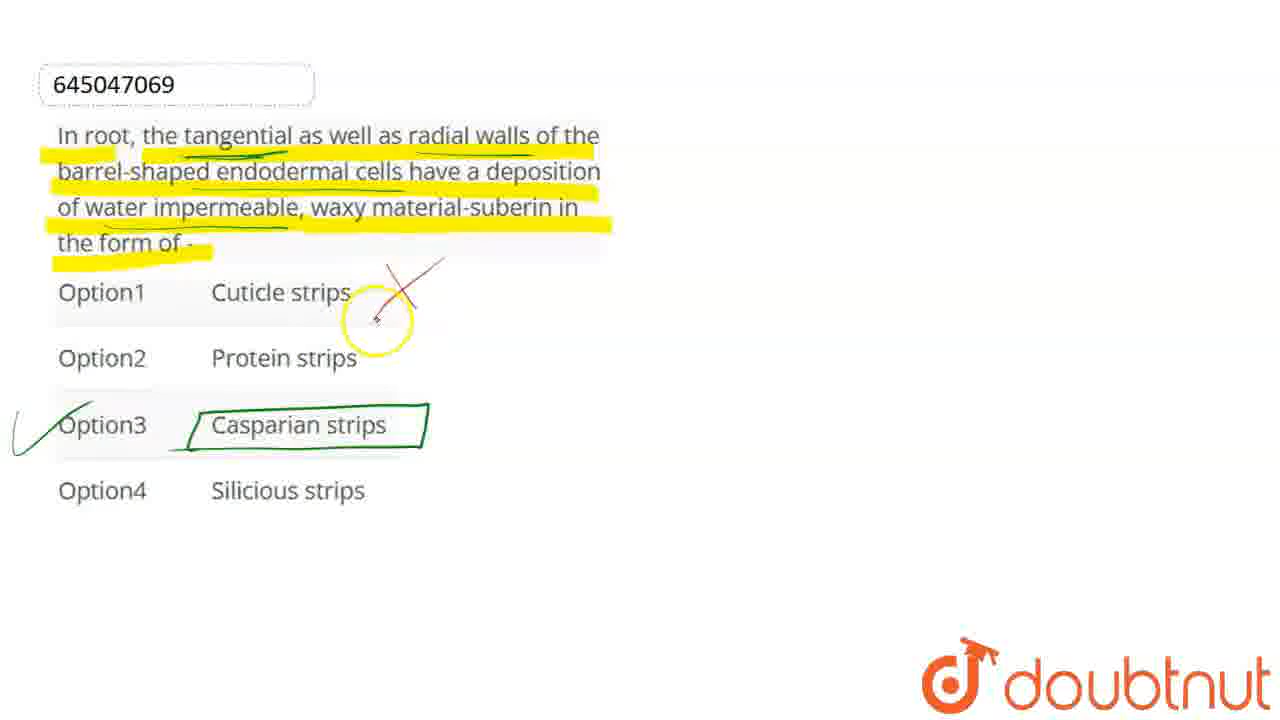 645047069
In root, the tangential as well as radial walls of the
barrel-shaped endodermal cells have a deposition
of water impermeable, waxy material-suberin in
the form of -
Option1 Cuticle strips
Option2 Protein strips
Option3 Casparian strips
Option4 Silicious strips
doubtnut